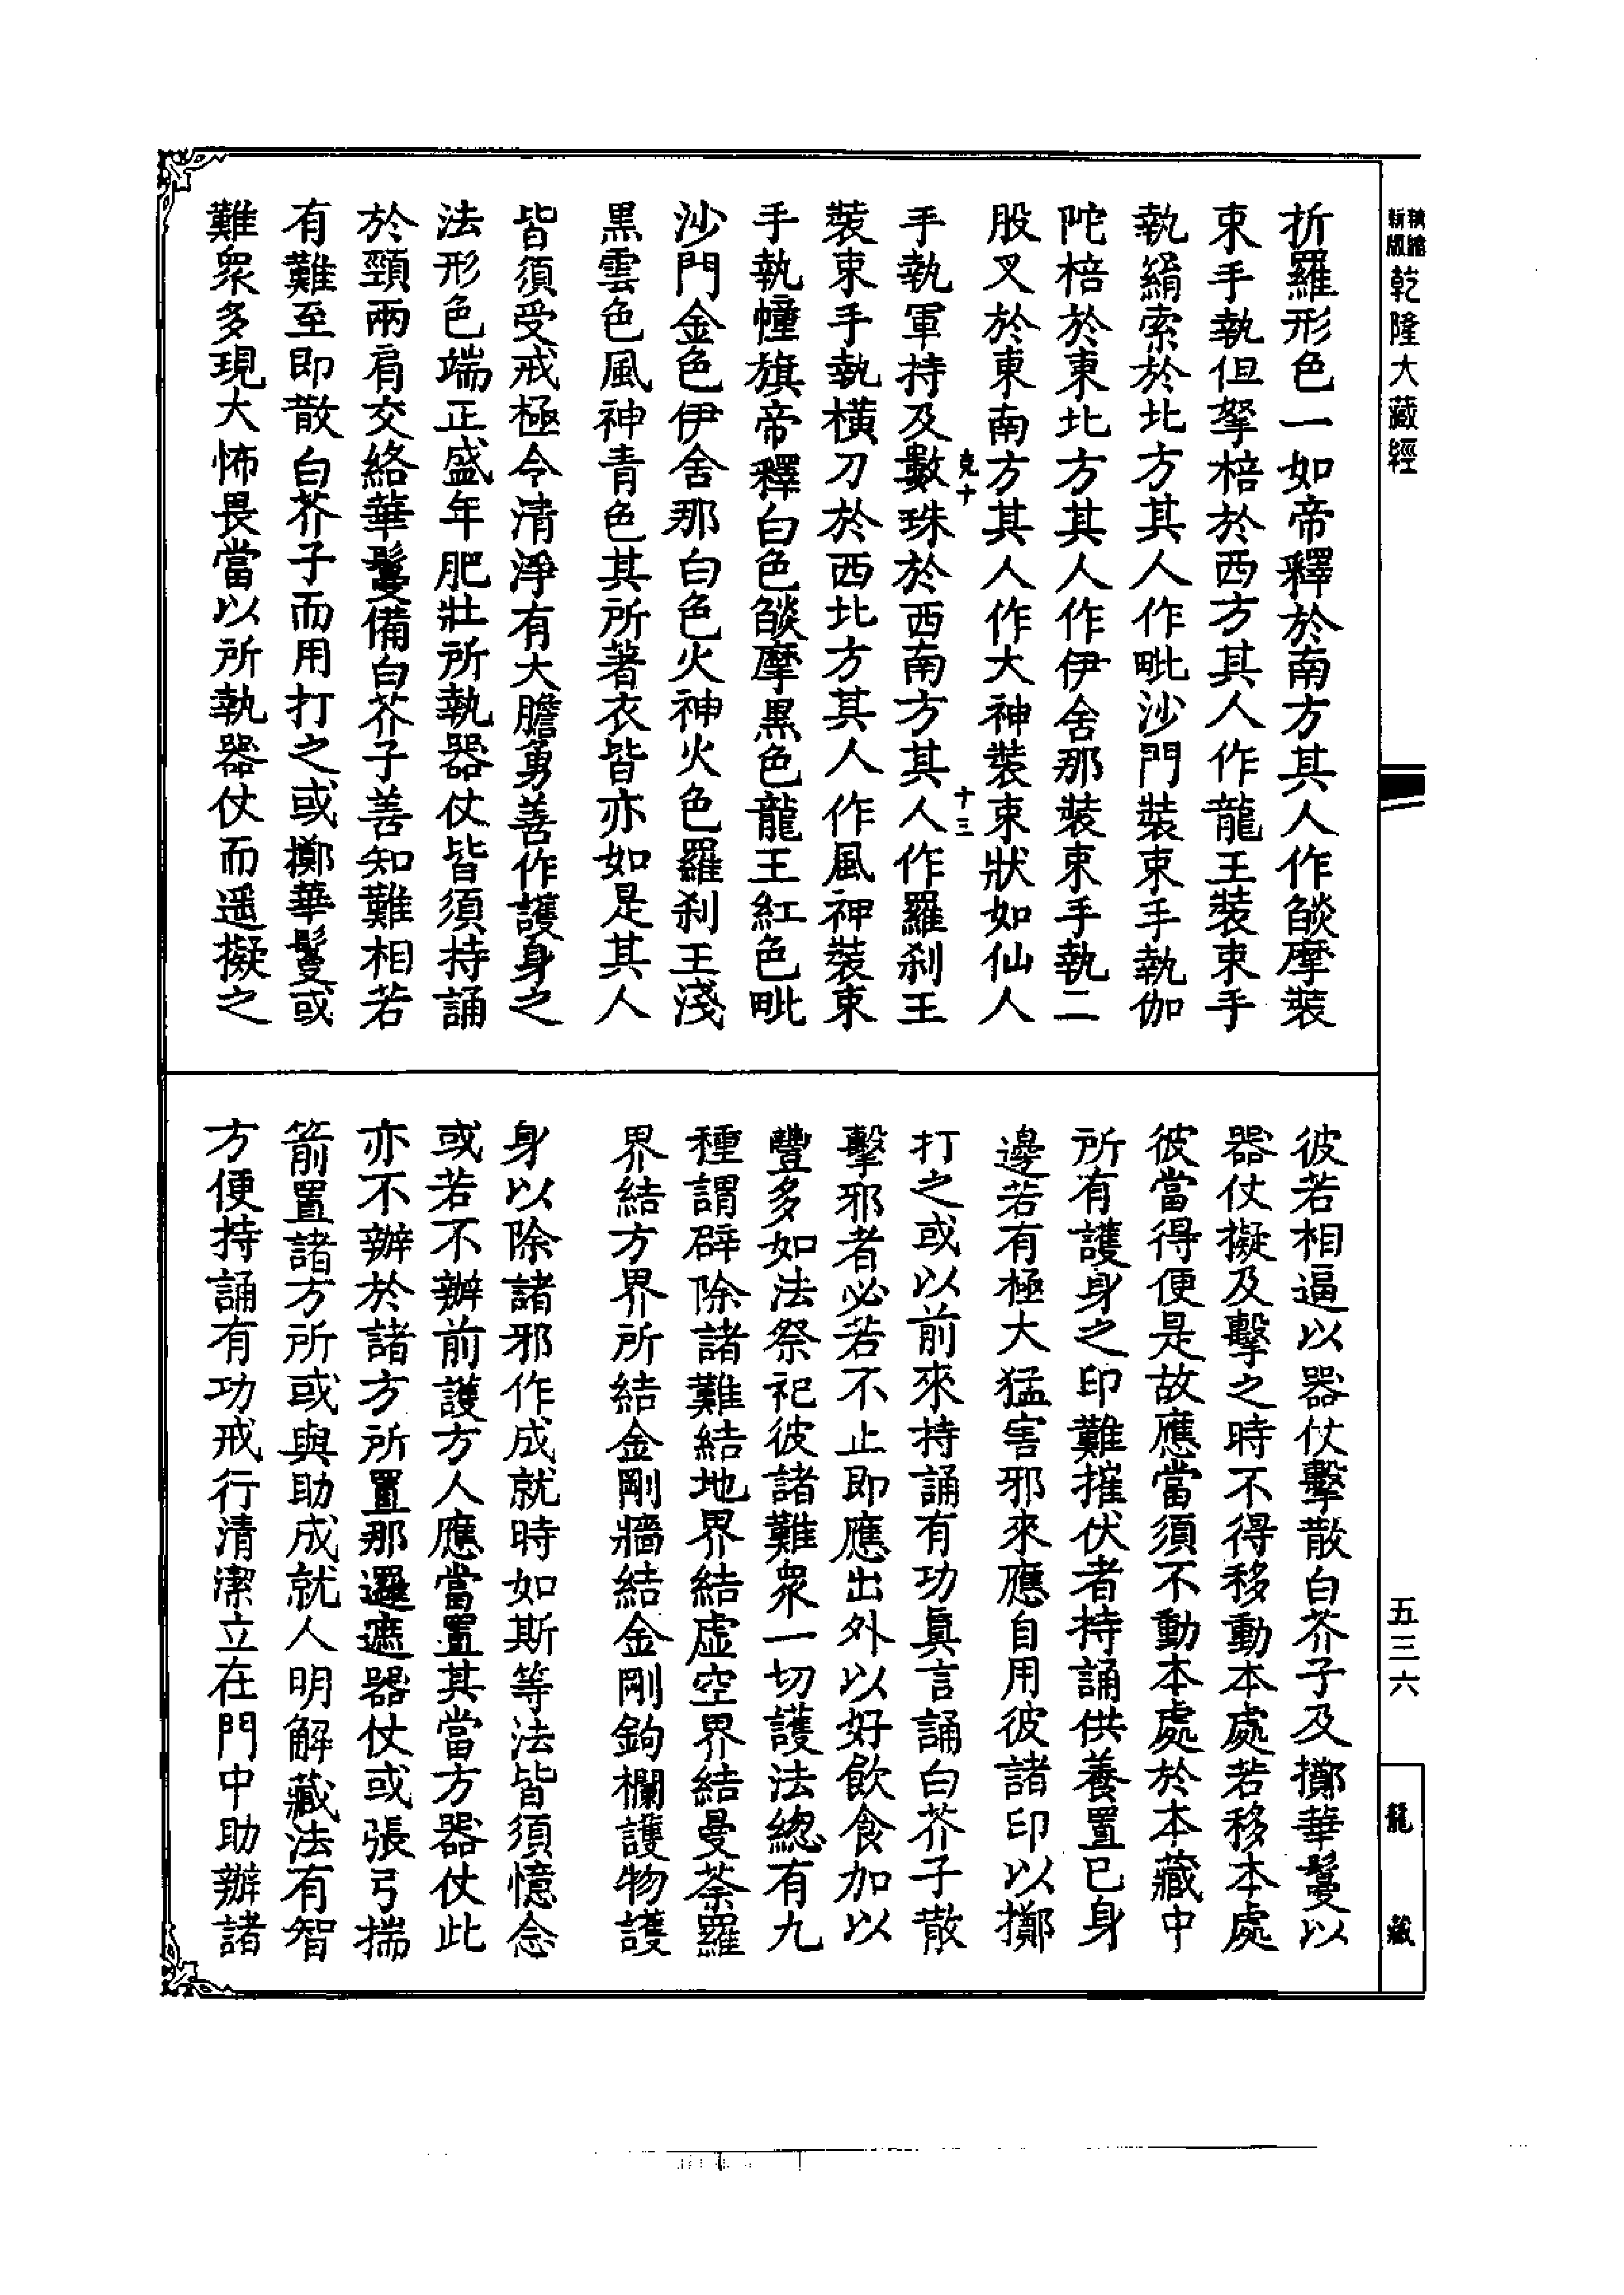 新版精縮乾隆大藏經
五三六
龍藏
折羅形色一如帝釋於南方其人作燄摩裝
束手執但拏棓於西方其人作龍王裝束手
執絹索於北方其人作毗沙門裝束手執伽
陀棓於東北方其人作伊舍那裝束手執二
股叉於東南方其人作大神裝束狀如仙人
克十
十三
手執軍持及數珠於西南方其人作羅剎王
裝束手執橫刀於西北方其人作風神裝束
手執幢旗帝釋白色燄摩黑色龍王紅色毗
沙門金色伊舍那白色火神火色羅剎王淺
黑雲色風神青色其所著衣皆亦如是其人
皆須受戒極令清淨有大膽勇善作護身之
法形色端正盛年肥壯所執器仗皆須持誦
於頸兩肩交絡華鬘備白芥子善知難相若
有難至即散白芥子而用打之或擲華鬘或
難眾多現大怖畏當以所執器仗而遥擬之
彼若相逼以器仗擊散白芥子及擲華鬘以
器仗擬及擊之時不得移動本處若移本處
彼當得便是故應當須不動本處於本藏中
所有護身之印難摧伏者持誦供養置已身
邊若有極大猛害邪來應自用彼諸印以擲
打之或以前來持誦有功真言誦白芥子散
擊邪者必若不止即應出外以好飲食加以
豐多如法祭祀彼諸難眾一切護法總有九
種謂辟除諸難結地界結虛空界結曼荼羅
界結方界所結金剛牆結金剛鉤欄護物護
身以除諸邪作成就時如斯等法皆須憶念
或若不辦前護方人應當置其當方器仗此
亦不辦於諸方所置那邏遮器仗或張弓揣
箭置諸方所或與助成就人明解藏法有智
方便持誦有功戒行清潔立在門中助辦諸